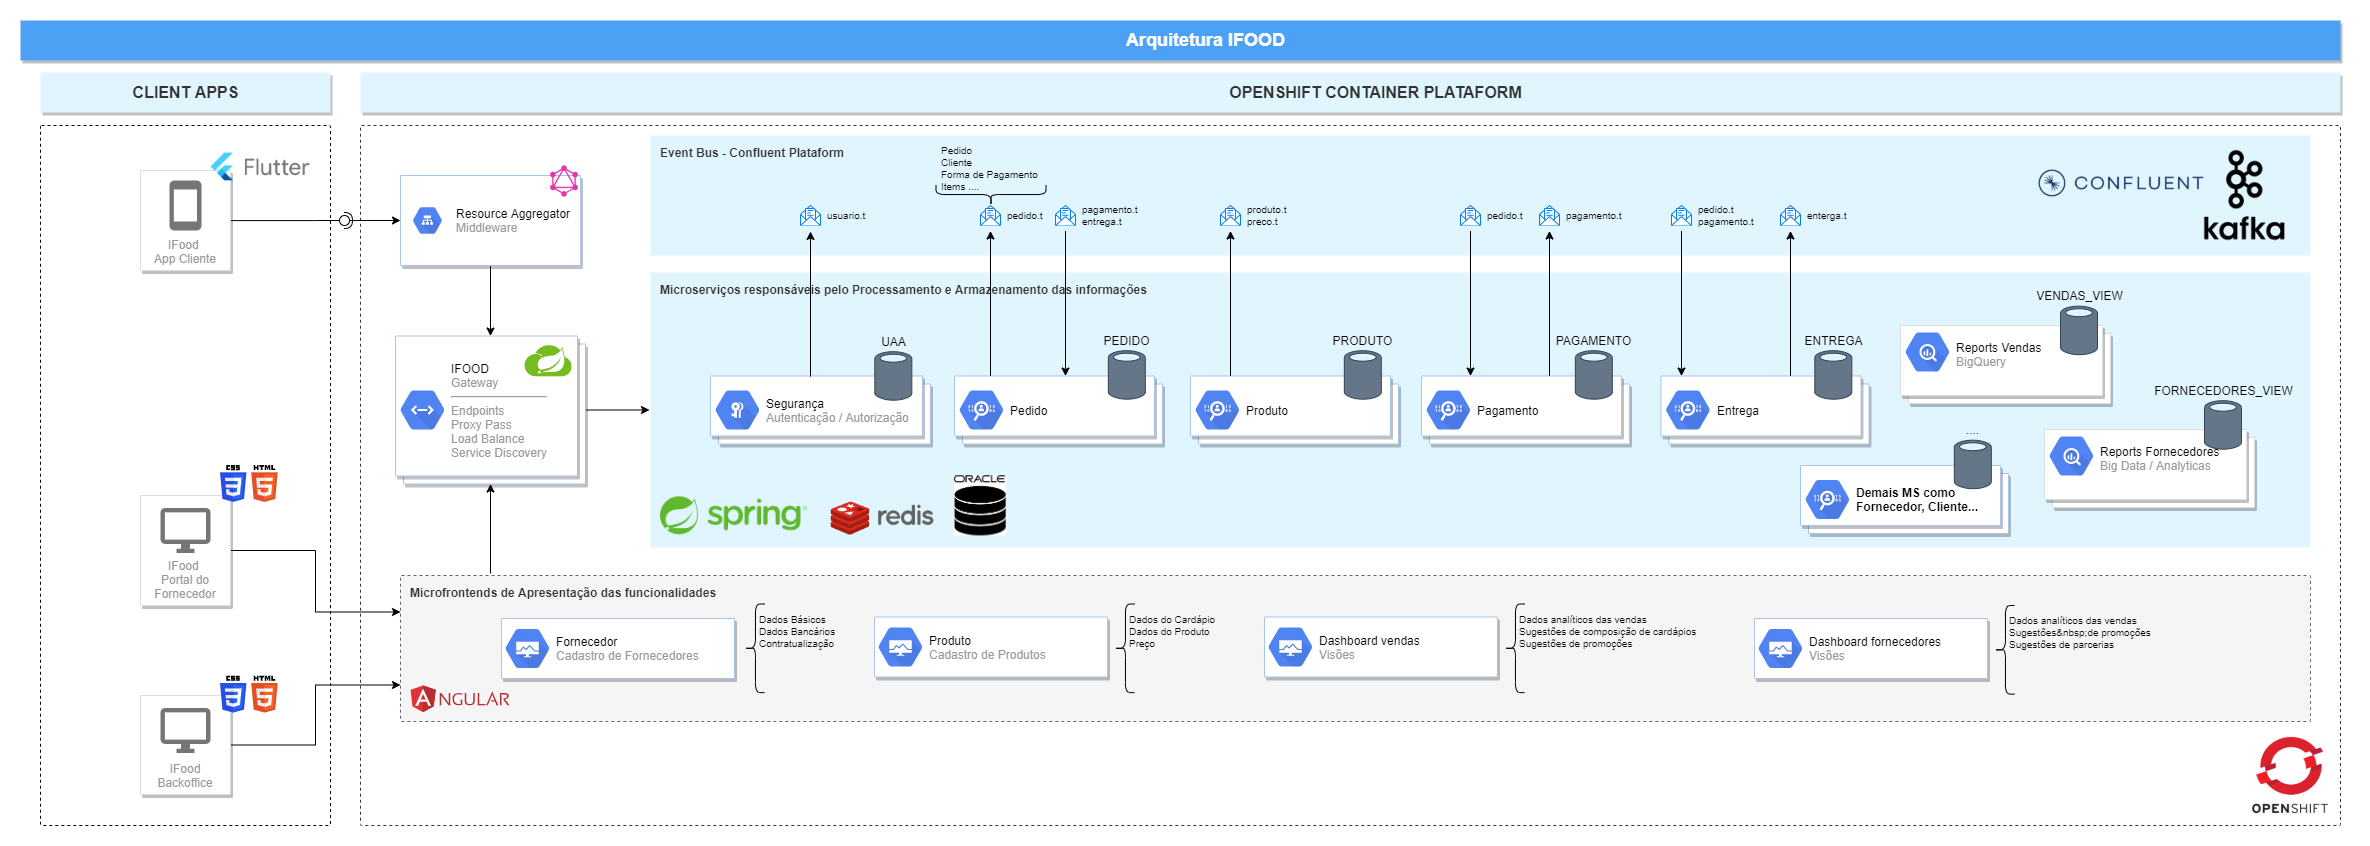 Arquitetura IFOOD
CLIENT APPS
OPENSHIFT CONTAINER PLATAFORM
Flutter
IFood
App Cliente
CSS
HTML
IFood
Portal do
Fornecedor
CSS
HTML
IFood
Backoffice
Resource Aggregator
Middleware
IFOOD
Gateway
Endpoints
Proxy Pass
Load Balance
Service Discovery
Event Bus - Confluent Plataform
Pedido
Cliente
Forma de Pagamento
Items ....
usuario.t
pedido.t
pagamento.t
entrega.t
produto.t
preco.t
pedido.t
pagamento.t
pedido.t
pagamento.t
enterga.t
CONFLUENT
kafka
Microserviços responsáveis pelo Processamento e Armazenamento das informações
UAA
Segurança
Autenticação / Autorização
PEDIDO
Pedido
PRODUTO
Produto
PAGAMENTO
Pagamento
ENTREGA
Entrega
VENDAS_VIEW
Reports Vendas
BigQuery
FORNECEDORES_VIEW
Reports Fornecedores
Big Data / Analyticas
....
Demais MS como
Fornecedor, Cliente...
spring
redis
ORACLE
Microfrontends de Apresentação das funcionalidades
Fornecedor
Cadastro de Fornecedores
Dados Básicos
Dados Bancários
Contratualização
Produto
Cadastro de Produtos
Dados do Cardápio
Dados do Produto
Preço
Dashboard vendas
Visões
Dados analíticos das vendas
Sugestões de composição de cardápios
Sugestões de promoções
Dashboard fornecedores
Visões
Dados analíticos das vendas
Sugestões&nbsp;de promoções
Sugestões de parcerias
ANGULAR
OPENSHIFT